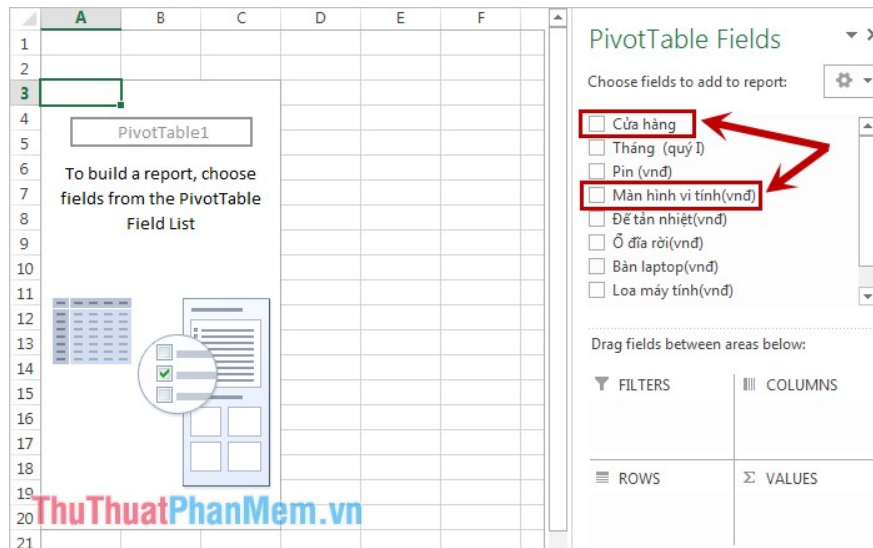 A B C D E F
1
2
3
4
5
6
7
8
9
10
11
12
13
14
15
16
17
18
19
20
21
PivotTable1
To build a report, choose
fields from the PivotTable
Field List
ThuThuatPhanMem.vn
PivotTable Fields
Choose fields to add to report:
Cửa hàng
Tháng (quý I)
Pin (vnđ)
Màn hình vi tính(vnđ)
Đế tản nhiệt(vnđ)
Ổ đĩa rời(vnđ)
Bàn laptop(vnđ)
Loa máy tính(vnđ)
Drag fields between areas below:
FILTERS
COLUMNS
ROWS
Σ VALUES